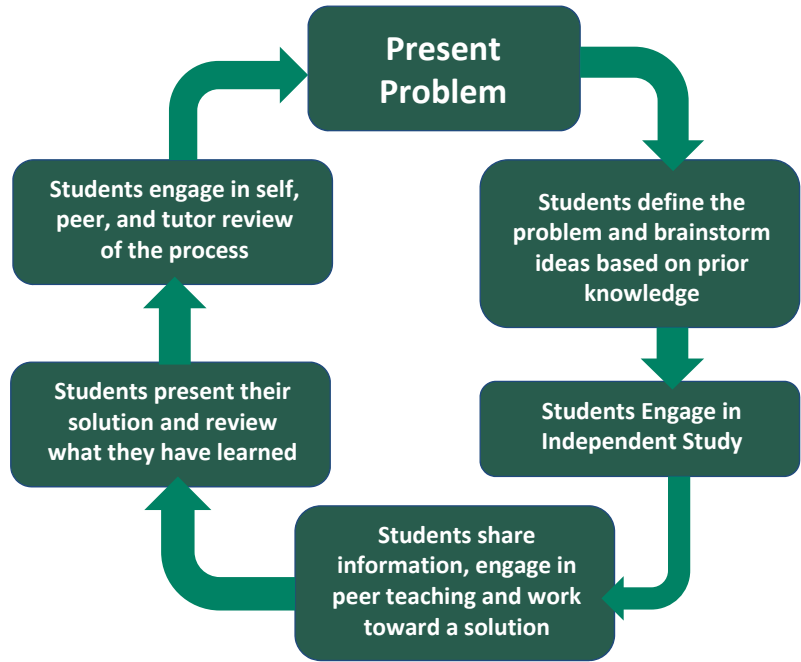 Present
Problem
Students define the
problem and brainstorm
ideas based on prior
knowledge
Students Engage in
Independent Study
Students share
information, engage in
peer teaching and work
toward a solution
Students present their
solution and review
what they have learned
Students engage in self,
peer, and tutor review
of the process